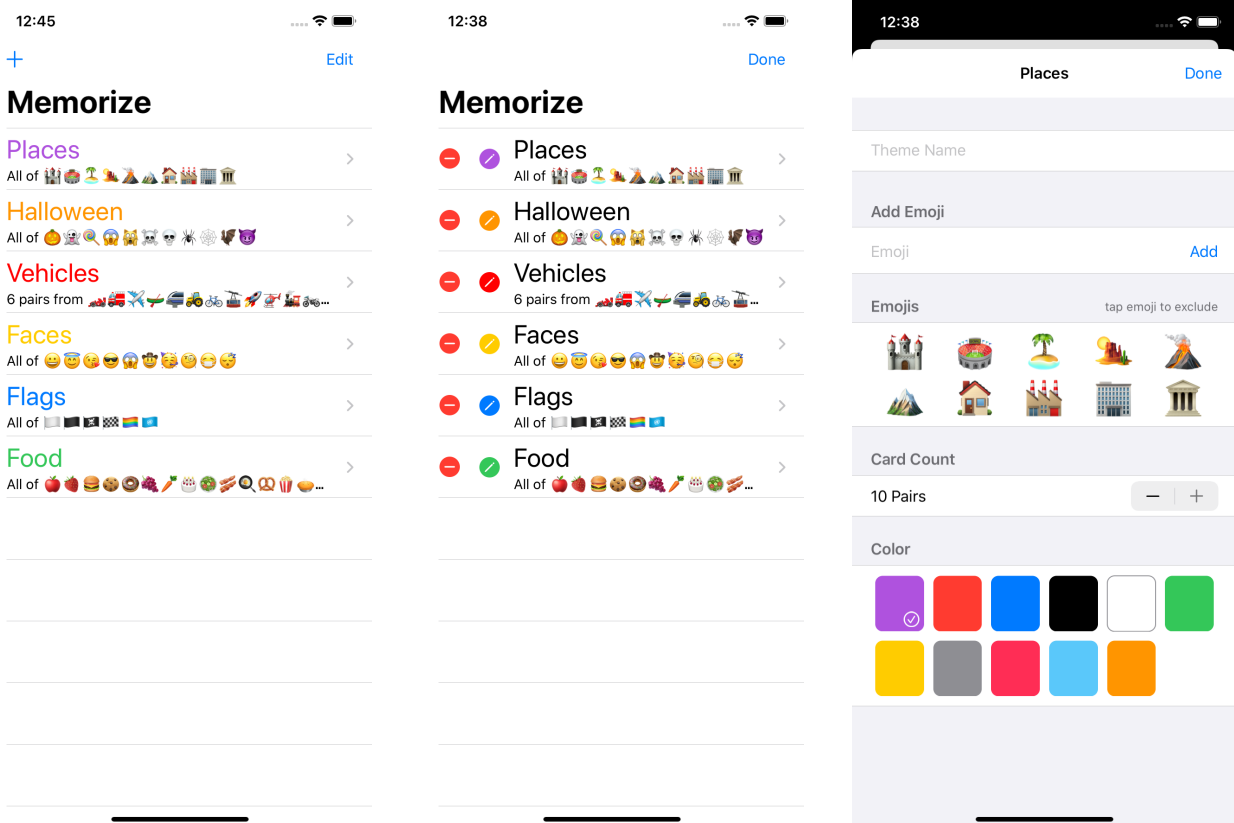 12:45
Edit
Memorize
Places
All of
Halloween
All of
Vehicles
6 pairs from ...
Faces
All of
Flags
All of
Food
All of ...
12:38
Done
Memorize
Places
All of
Halloween
All of
Vehicles
6 pairs from ...
Faces
All of
Flags
All of
Food
All of ...
12:38
Places Done
Theme Name
Add Emoji
Emoji Add
Emojis tap emoji to exclude
Card Count
10 Pairs
Color